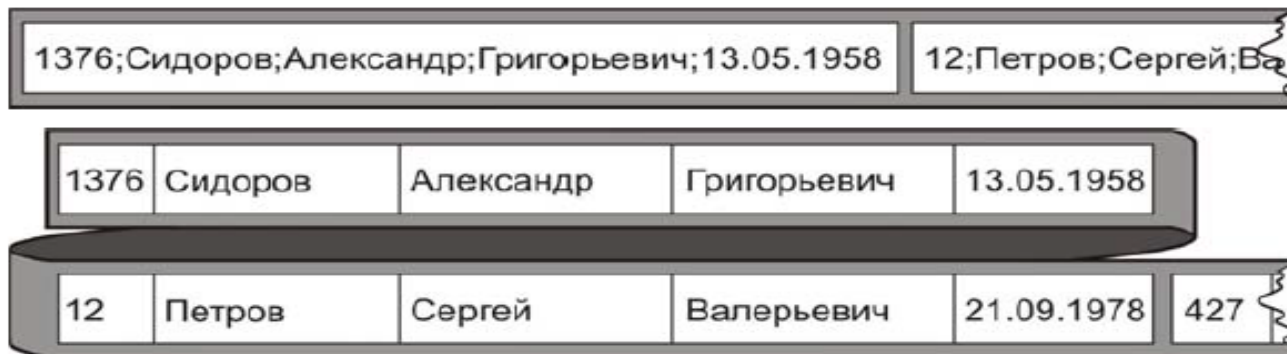 1376;Сидоров;Александр;Григорьевич;13.05.1958 12;Петров;Сергей;Ва
1376 Сидоров Александр Григорьевич 13.05.1958
12 Петров Сергей Валерьевич 21.09.1978 427